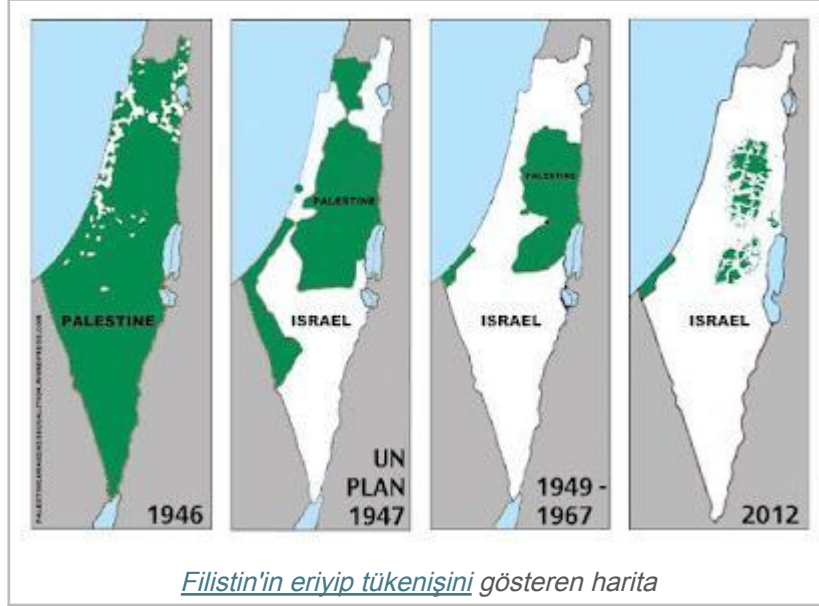 PALESTINE
1946
PALESTINE
ISRAEL
UN
PLAN
1947
PALESTINE
ISRAEL
1949 -
1967
ISRAEL
2012
Filistin'in eriyip tükenişini gösteren harita